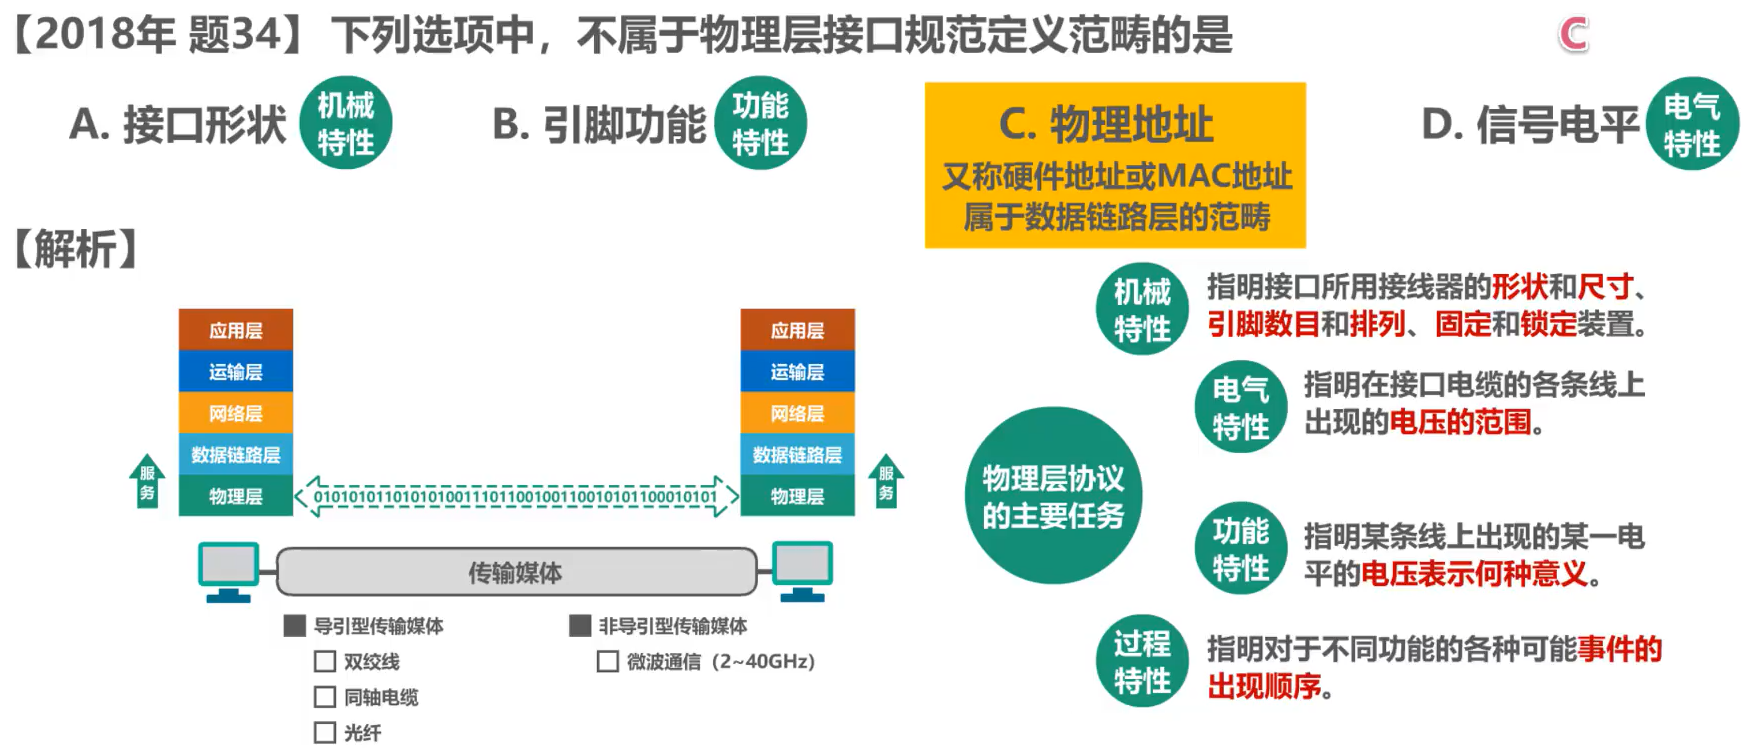 【2018年 题34】下列选项中，不属于物理层接口规范定义范畴的是
C
A. 接口形状
机械
特性
B. 引脚功能
功能
特性
C. 物理地址
又称硬件地址或MAC地址
属于数据链路层的范畴
D. 信号电平
电气
特性
【解析】
应用层
运输层
网络层
数据链路层
物理层
服
务
0101010110101010011101100100110010101100010101
应用层
运输层
网络层
数据链路层
物理层
服
务
传输媒体
导引型传输媒体
双绞线
同轴电缆
光纤
非导引型传输媒体
微波通信（2~40GHz）
物理层协议
的主要任务
机械
特性
指明接口所用接线器的形状和尺寸、
引脚数目和排列、固定和锁定装置。
电气
特性
指明在接口电缆的各条线上
出现的电压的范围。
功能
特性
指明某条线上出现的某一电
平的电压表示何种意义。
过程
特性
指明对于不同功能的各种可能事件的
出现顺序。